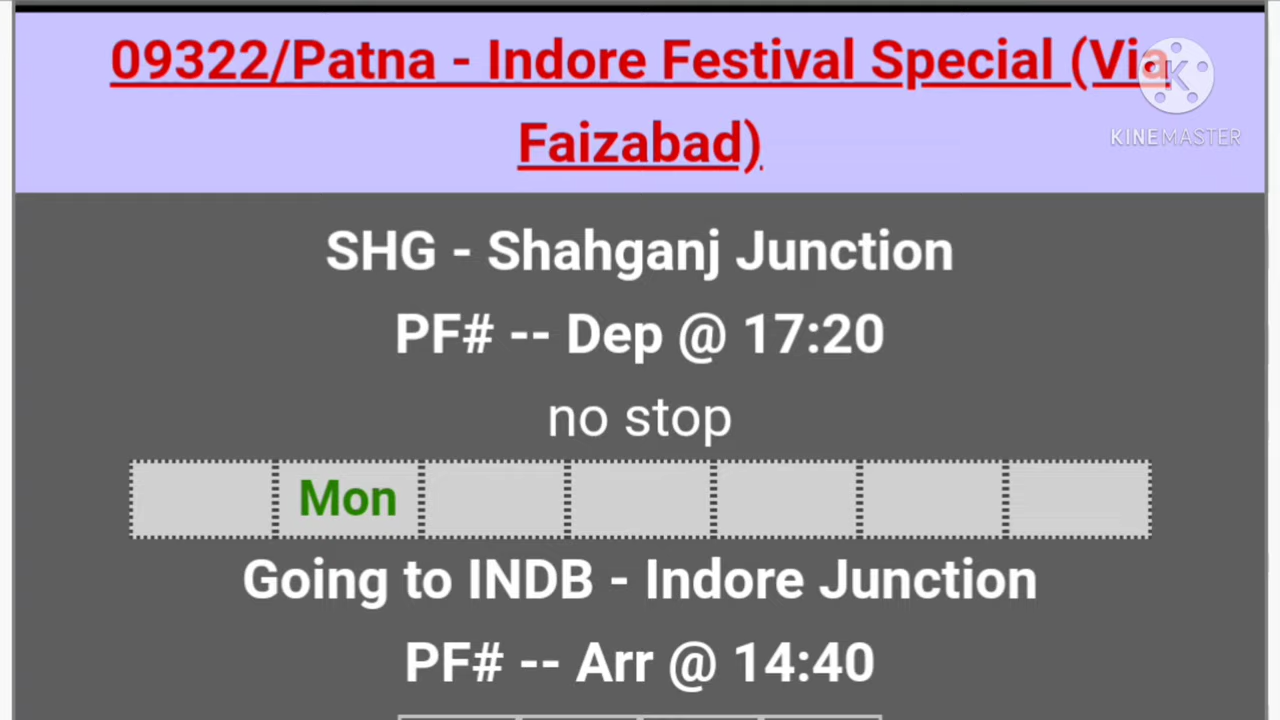 09322/Patna - Indore Festival Special (Via
Faizabad)
K
KINEMASTER
SHG - Shahganj Junction
PF# -- Dep @ 17:20
no stop
Mon
Going to INDB - Indore Junction
PF# -- Arr @ 14:40